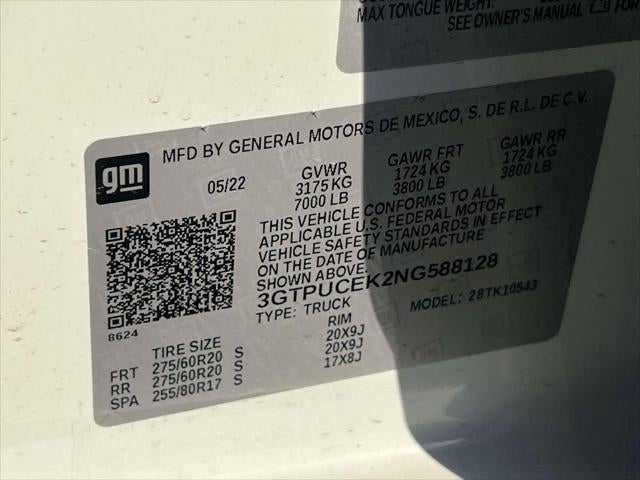 MAX TONGUE WEIGHT:
SEE OWNER'S MANUAL FOR
gm
MFD BY GENERAL MOTORS DE MEXICO, S. DE R.L. DE C.V.
05/22 GVWR GAWR FRT GAWR RR
3175 KG 1724 KG 1724 KG
7000 LB 3800 LB 3800 LB
THIS VEHICLE CONFORMS TO ALL
APPLICABLE U.S. FEDERAL MOTOR
VEHICLE SAFETY STANDARDS IN EFFECT
ON THE DATE OF MANUFACTURE
SHOWN ABOVE.
3GTPUCEK2NG588128
TYPE: TRUCK MODEL: 28TK10543
8624
TIRE SIZE RIM
FRT 275/60R20 S 20X9J
RR 275/60R20 S 20X9J
SPA 255/80R17 S 17X8J